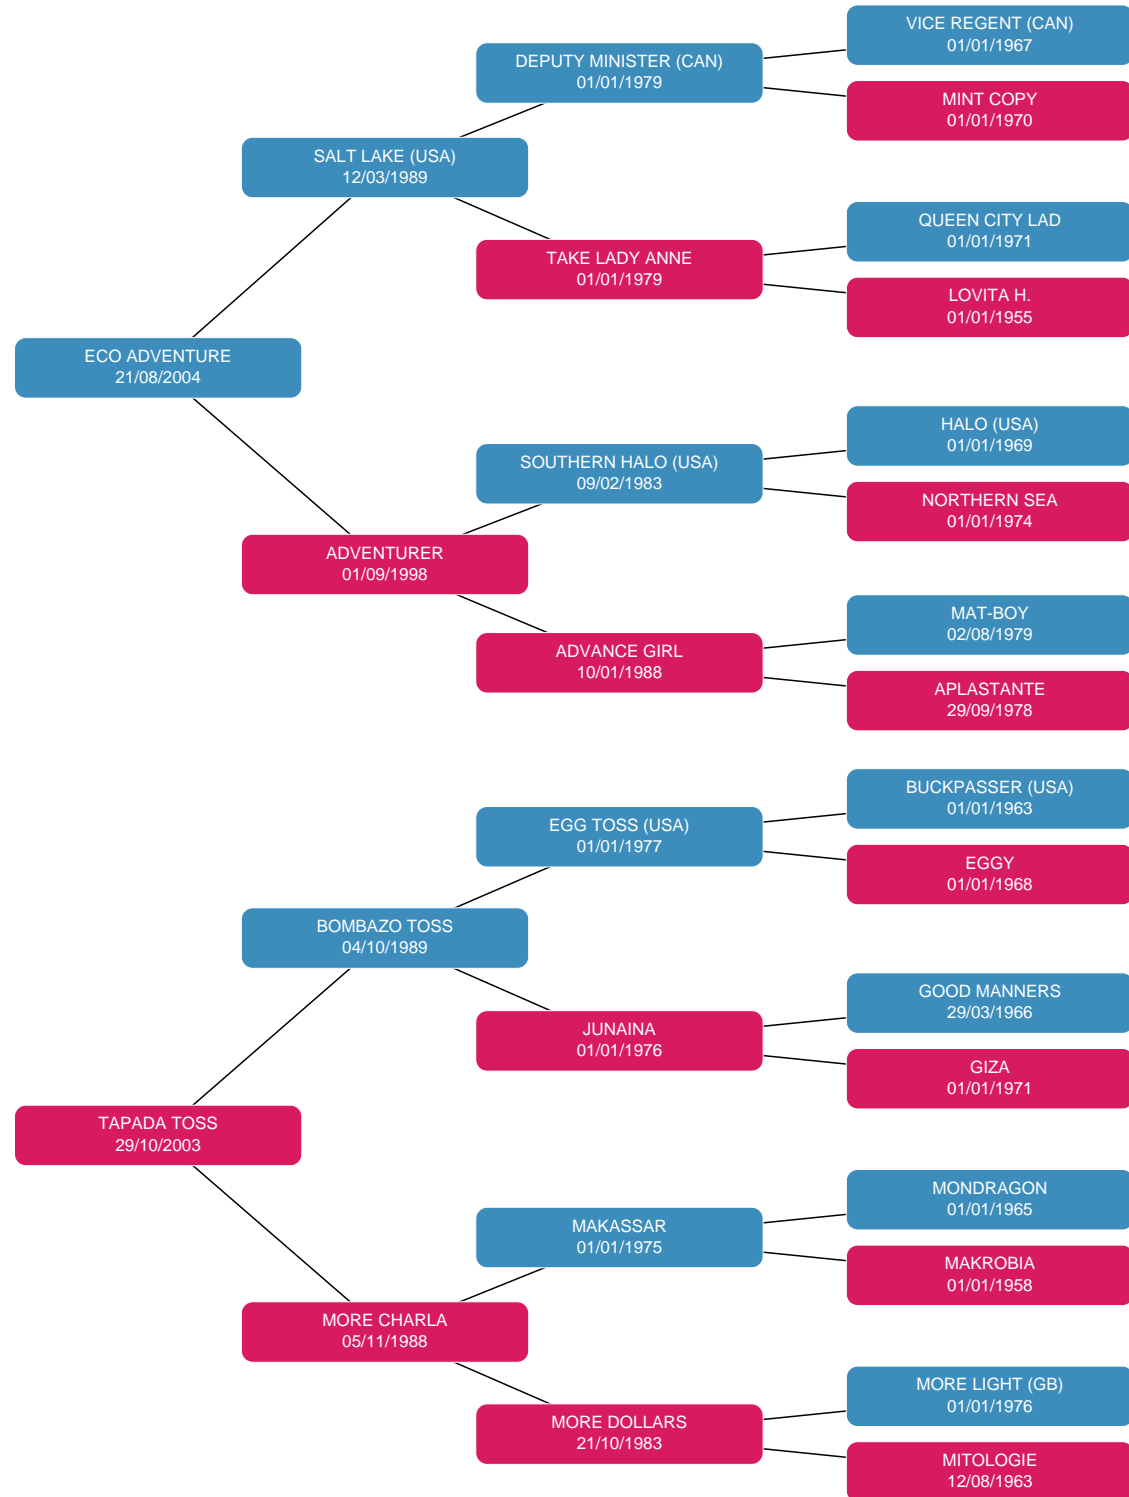 VICE REGENT (CAN)
01/01/1967
DEPUTY MINISTER (CAN)
01/01/1979
MINT COPY
01/01/1970
SALT LAKE (USA)
12/03/1989
QUEEN CITY LAD
01/01/1971
TAKE LADY ANNE
01/01/1979
LOVITA H.
01/01/1955
ECO ADVENTURE
21/08/2004
HALO (USA)
01/01/1969
SOUTHERN HALO (USA)
09/02/1983
NORTHERN SEA
01/01/1974
ADVENTURER
01/09/1998
MAT-BOY
02/08/1979
ADVANCE GIRL
10/01/1988
APLASTANTE
29/09/1978
BUCKPASSER (USA)
01/01/1963
EGG TOSS (USA)
01/01/1977
EGGY
01/01/1968
BOMBAZO TOSS
04/10/1989
GOOD MANNERS
29/03/1966
JUNAINA
01/01/1976
GIZA
01/01/1971
TAPADA TOSS
29/10/2003
MONDRAGON
01/01/1965
MAKASSAR
01/01/1975
MAKROBIA
01/01/1958
MORE CHARLA
05/11/1988
MORE LIGHT (GB)
01/01/1976
MORE DOLLARS
21/10/1983
MITOLOGIE
12/08/1963